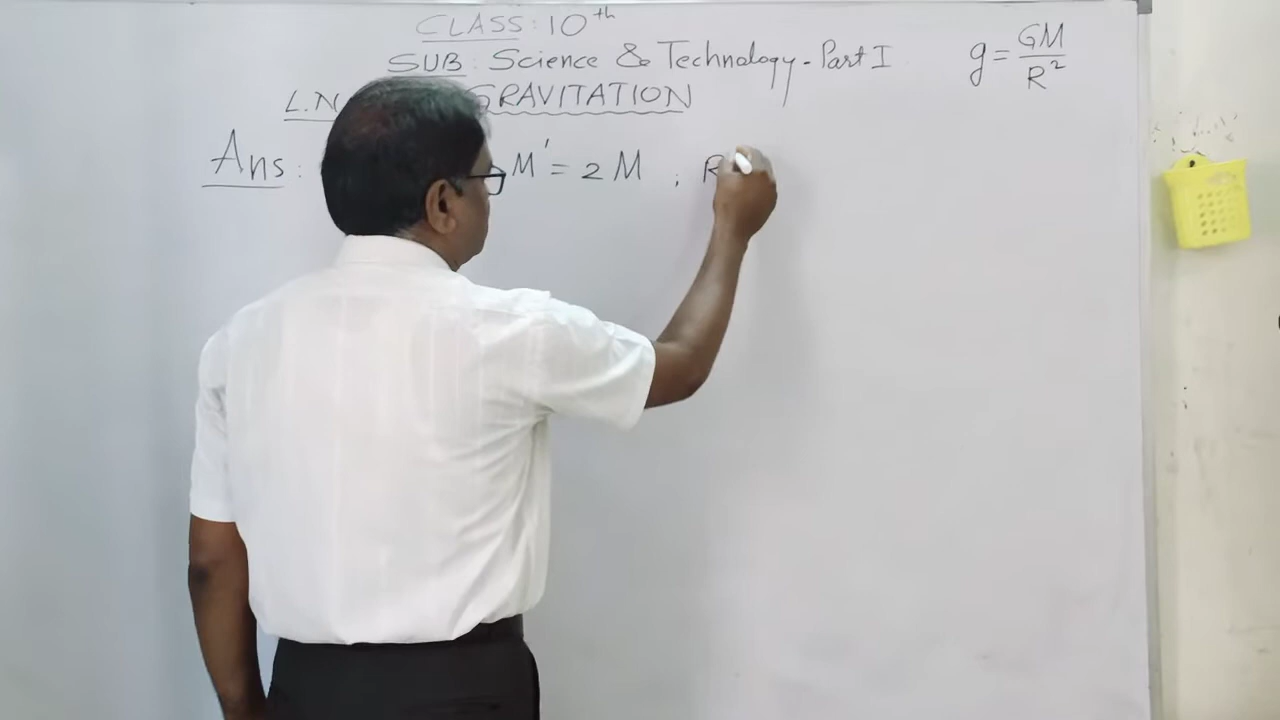 CLASS: 10th
SUB: Science & Technology - Part I
g = GM/R²
L.N GRAVITATION
Ans: M' = 2M ; R